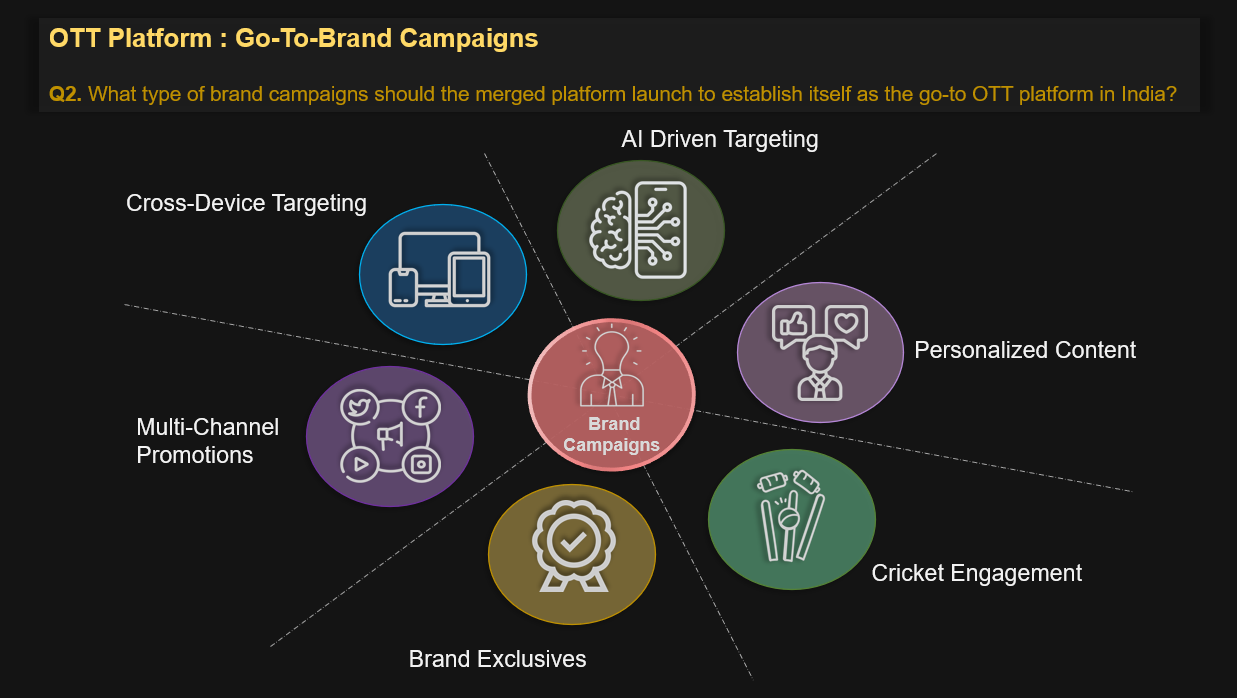 OTT Platform : Go-To-Brand Campaigns
Q2. What type of brand campaigns should the merged platform launch to establish itself as the go-to OTT platform in India?
AI Driven Targeting
Cross-Device Targeting
Personalized Content
Brand
Campaigns
Multi-Channel
Promotions
Cricket Engagement
Brand Exclusives